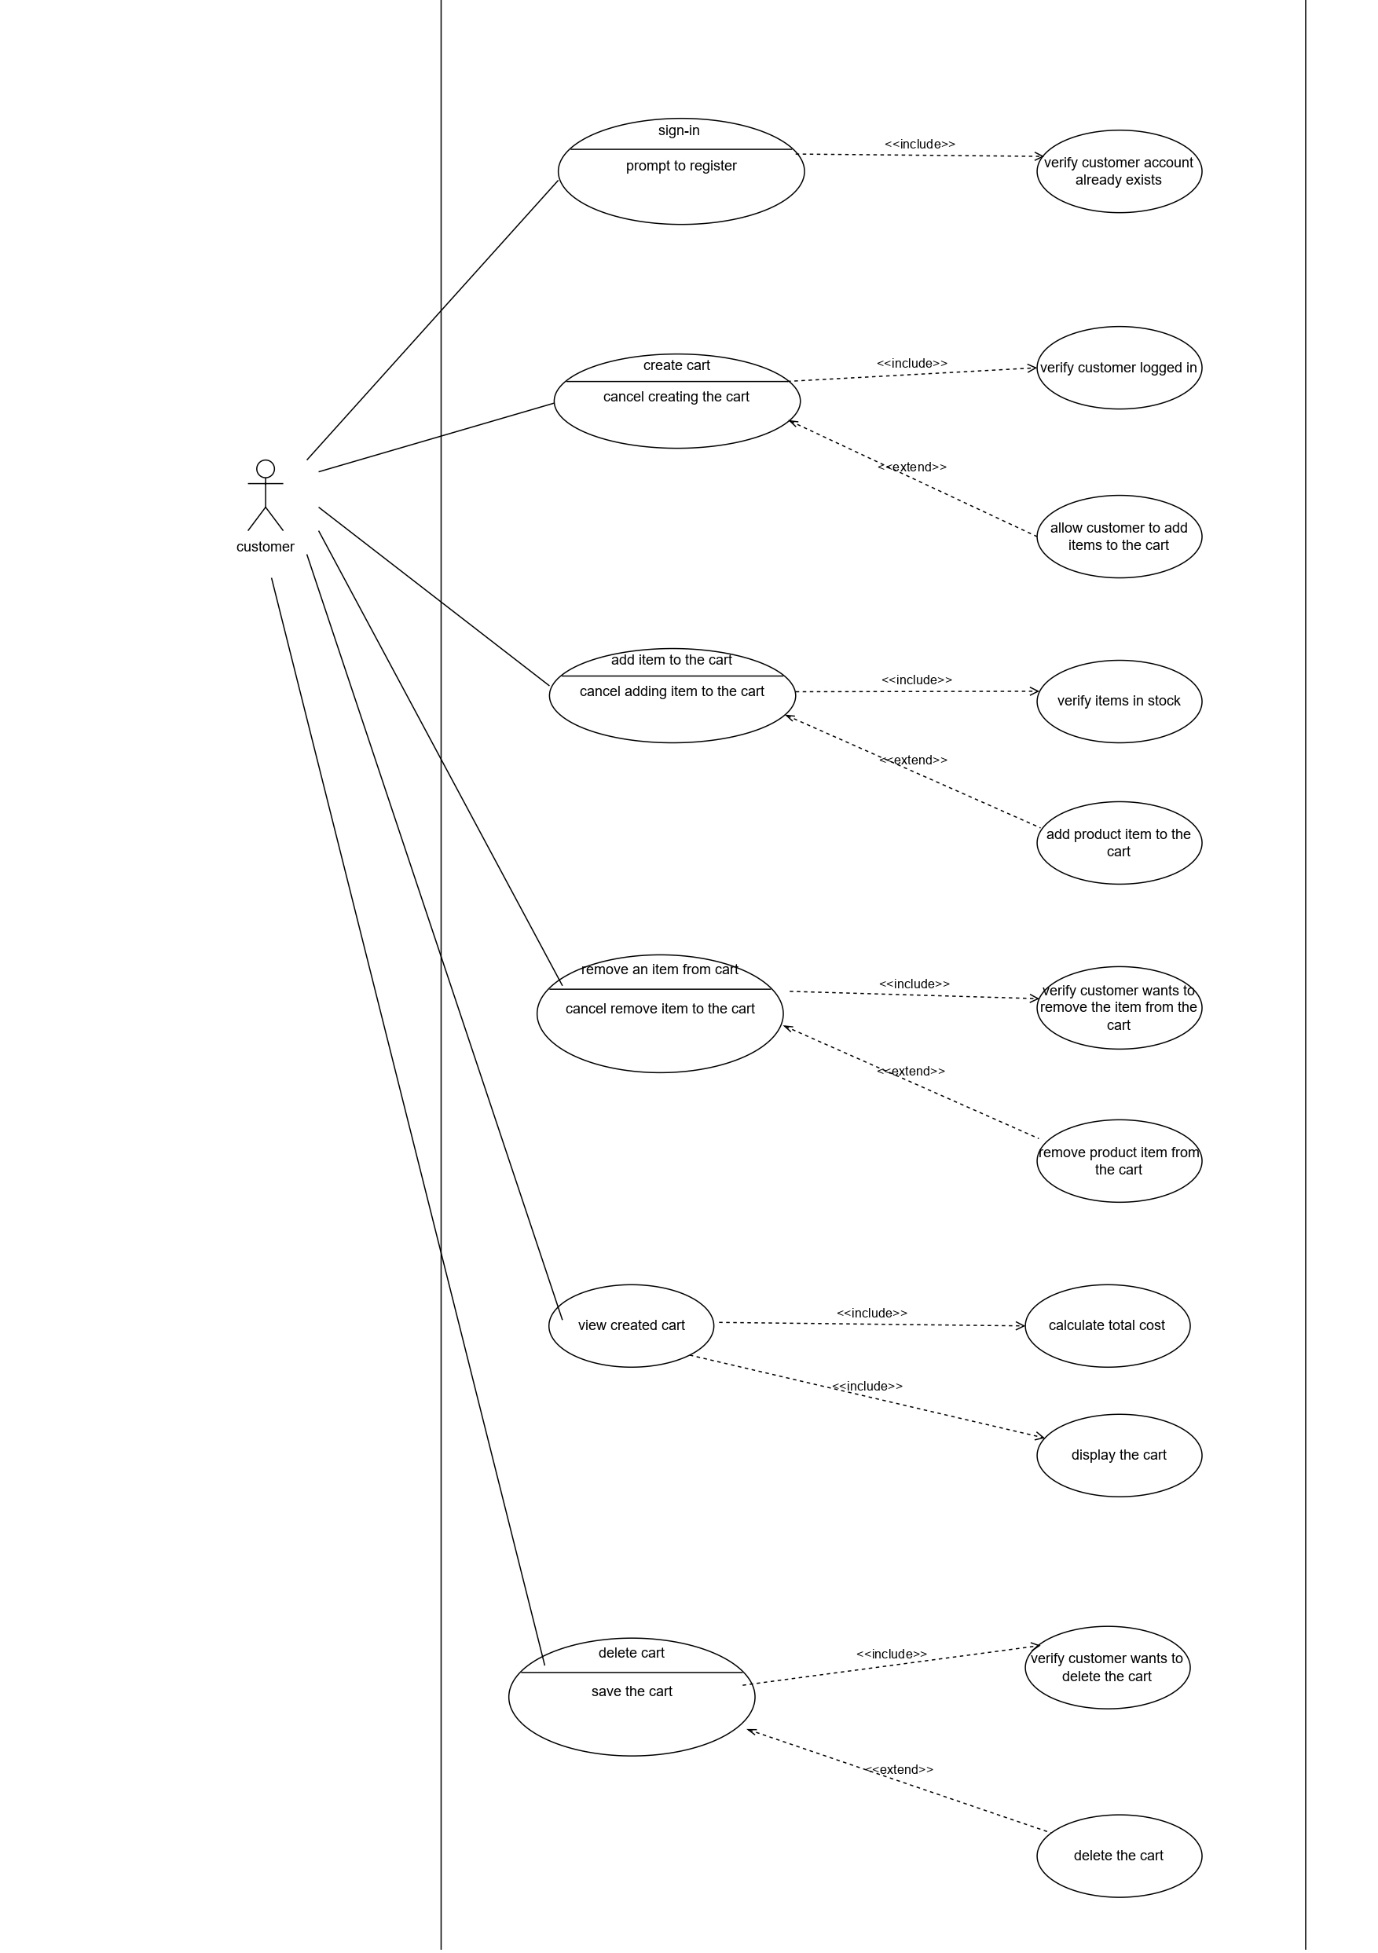 sign-in
prompt to register
<<include>>
verify customer account
already exists
create cart
cancel creating the cart
<<include>>
verify customer logged in
<<extend>>
allow customer to add
items to the cart
customer
add item to the cart
cancel adding item to the cart
<<include>>
verify items in stock
<<extend>>
add product item to the
cart
remove an item from cart
cancel remove item to the cart
<<include>>
verify customer wants to
remove the item from the
cart
<<extend>>
remove product item from
the cart
view created cart
<<include>>
calculate total cost
<<include>>
display the cart
delete cart
save the cart
<<include>>
verify customer wants to
delete the cart
<<extend>>
delete the cart